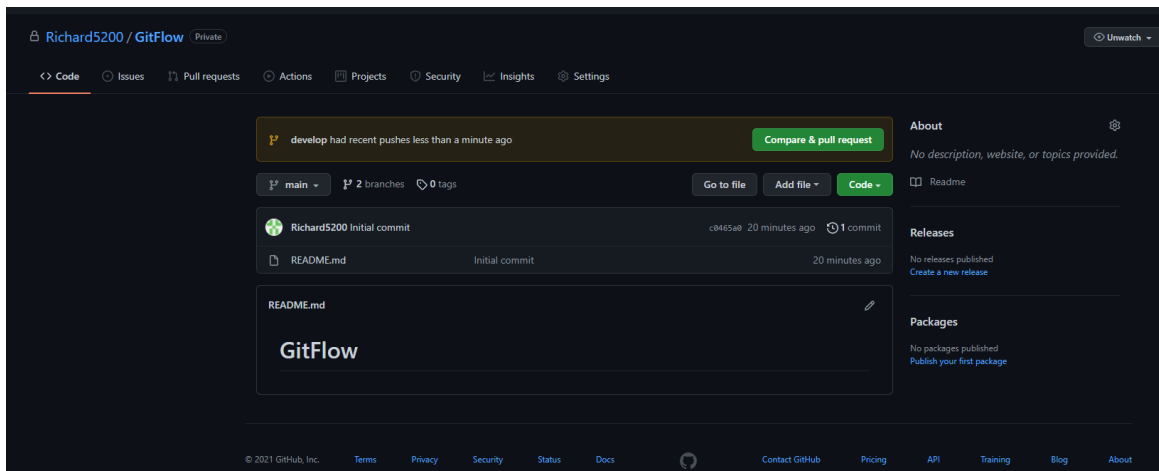 Richard5200 / GitFlow Private
Unwatch
<> Code Issues Pull requests Actions Projects Security Insights Settings
develop had recent pushes less than a minute ago Compare & pull request
main 2 branches 0 tags Go to file Add file Code
Richard5200 Initial commit c0465a0 20 minutes ago 1 commit
README.md Initial commit 20 minutes ago
README.md
GitFlow
About
No description, website, or topics provided.
Readme
Releases
No releases published
Create a new release
Packages
No packages published
Publish your first package
© 2021 GitHub, Inc. Terms Privacy Security Status Docs Contact GitHub Pricing API Training Blog About